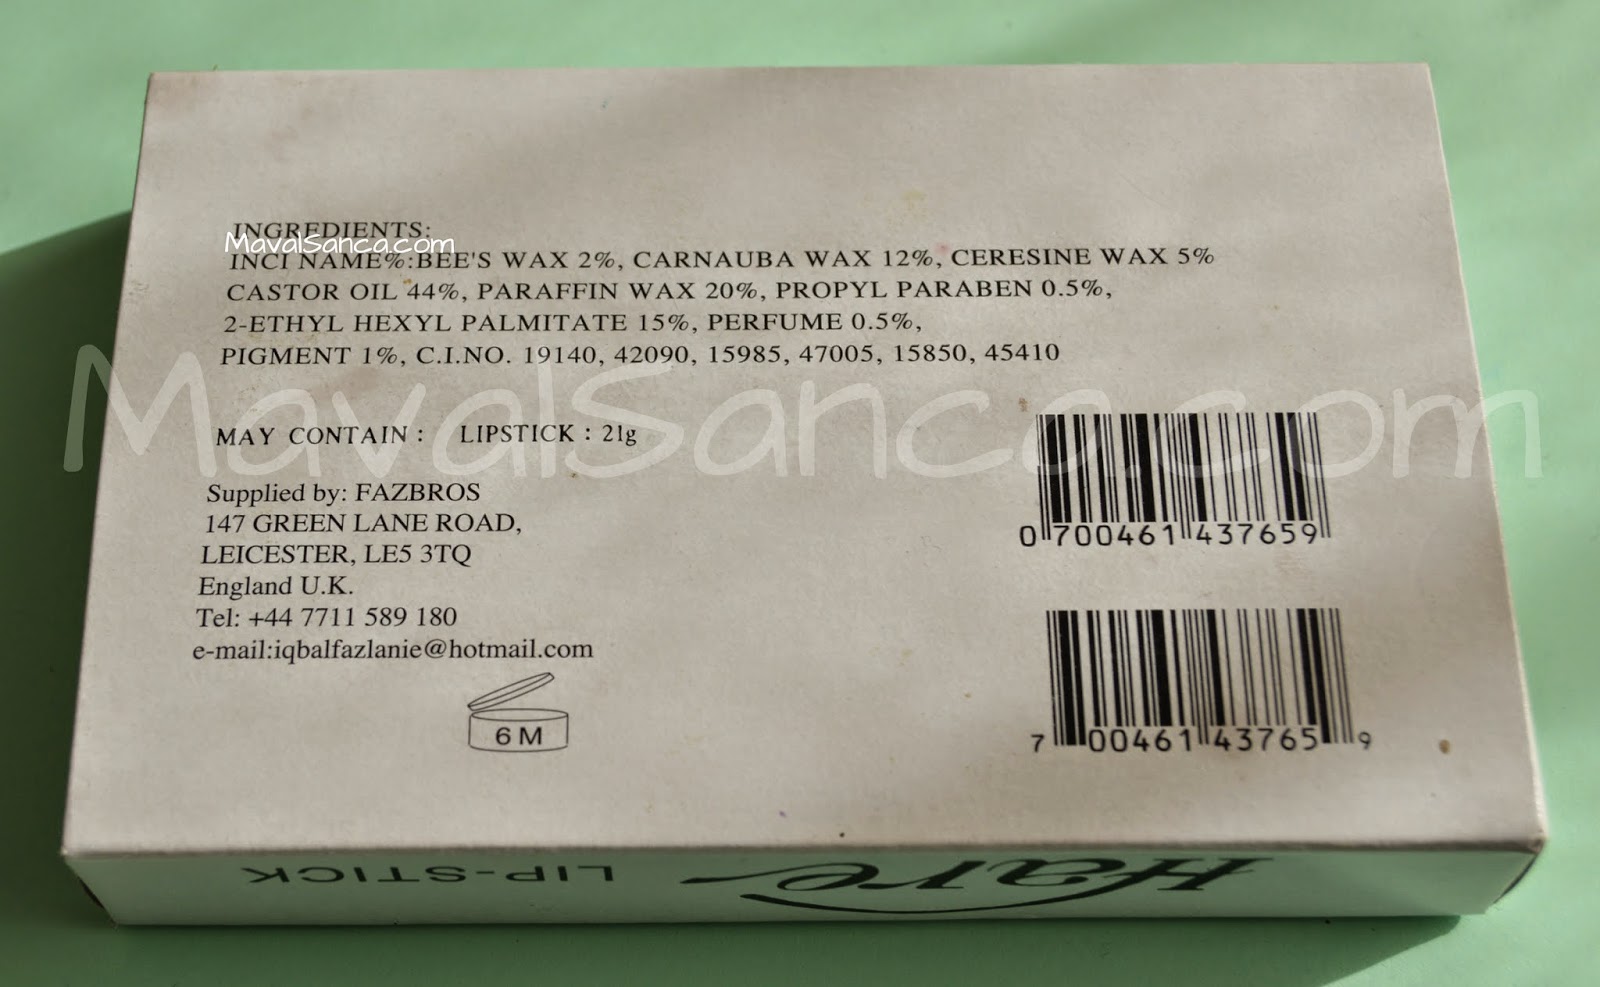 INGREDIENTS:
MavalSanca.com
INCI NAME%:BEE'S WAX 2%, CARNAUBA WAX 12%, CERESINE WAX 5%
CASTOR OIL 44%, PARAFFIN WAX 20%, PROPYL PARABEN 0.5%,
2-ETHYL HEXYL PALMITATE 15%, PERFUME 0.5%,
PIGMENT 1%, C.I.NO. 19140, 42090, 15985, 47005, 15850, 45410
MavalSanca.com
MAY CONTAIN : LIPSTICK : 21g
Supplied by: FAZBROS
147 GREEN LANE ROAD,
LEICESTER, LE5 3TQ
England U.K.
Tel: +44 7711 589 180
e-mail:iqbalfazlanie@hotmail.com
6 M
0 700461 437659
7 00461 43765 9
Hare LIP-STICK